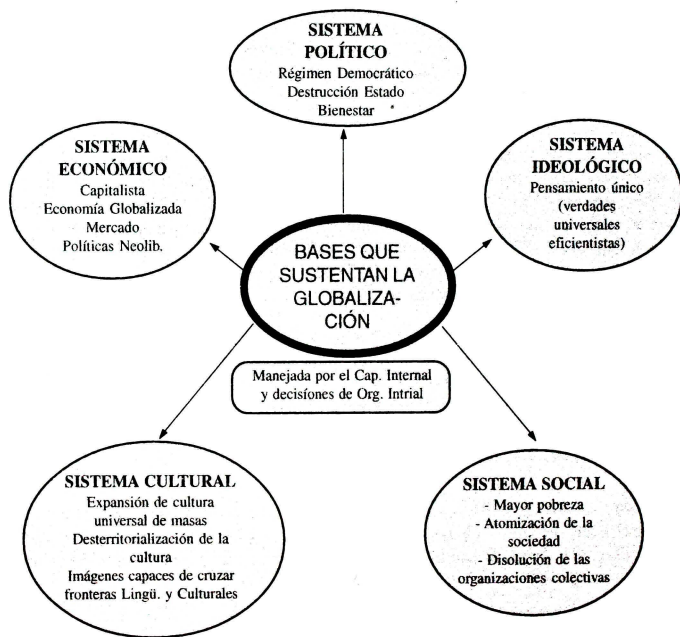 SISTEMA
POLÍTICO
Régimen Democrático
Destrucción Estado
Bienestar
SISTEMA
ECONÓMICO
Capitalista
Economía Globalizada
Mercado
Políticas Neolib.
SISTEMA
IDEOLÓGICO
Pensamiento único
(verdades
universales
eficientistas)
BASES QUE
SUSTENTAN LA
GLOBALIZA-
CIÓN
Manejada por el Cap. Internal
y decisíones de Org. Intrial
SISTEMA CULTURAL
Expansión de cultura
universal de masas
Desterritorialización de la
cultura
Imágenes capaces de cruzar
fronteras Lingü. y Culturales
SISTEMA SOCIAL
- Mayor pobreza
- Atomización de la
sociedad
- Disolución de las
organizaciones colectivas